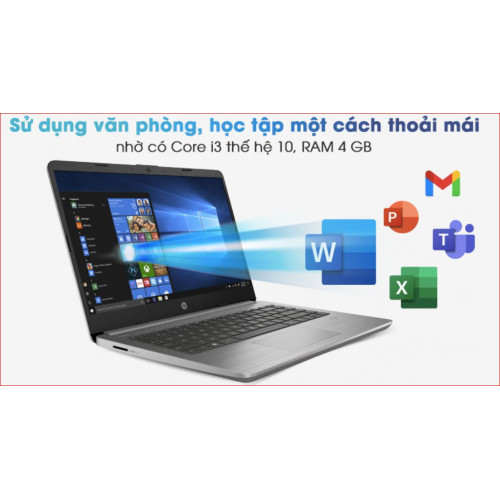 Sử dụng văn phòng, học tập một cách thoải mái
nhờ có Core i3 thế hệ 10, RAM 4 GB
P
W
T
X
hp